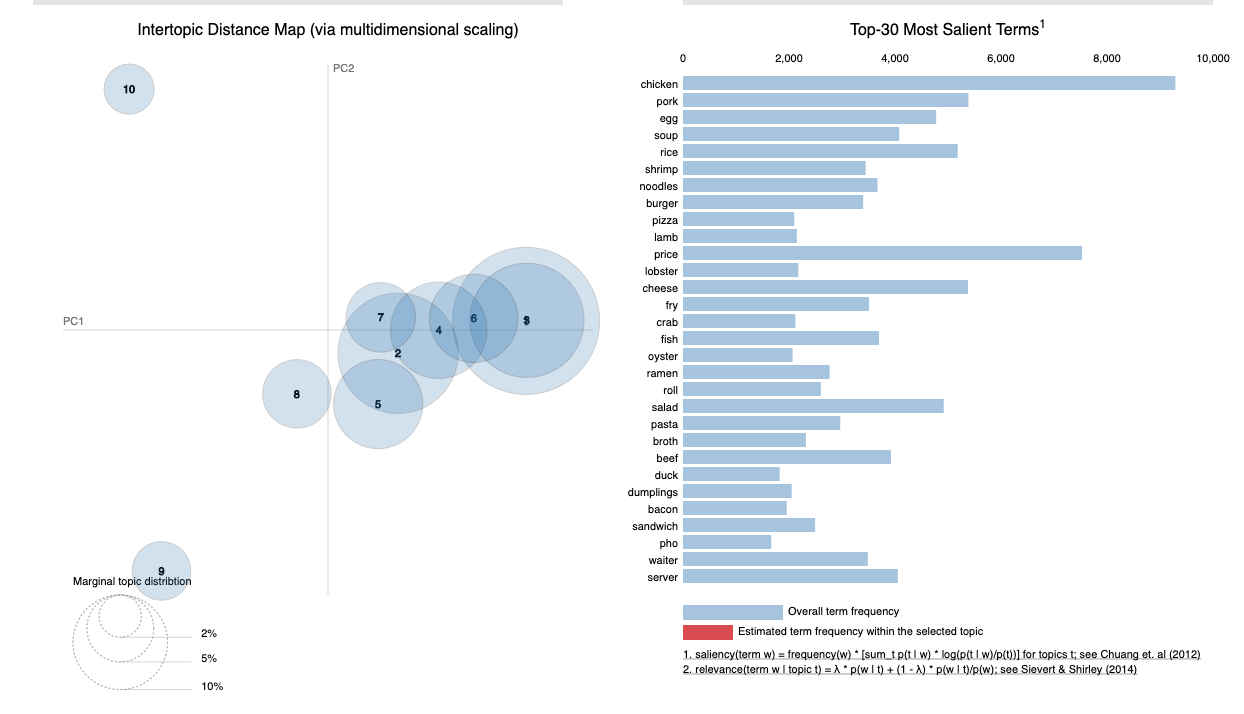 Intertopic Distance Map (via multidimensional scaling)
PC2
PC1
10
7
4
6
2
8
5
9
Marginal topic distribtion
2%
5%
10%
Top-30 Most Salient Terms1
0 2,000 4,000 6,000 8,000 10,000
chicken
pork
egg
soup
rice
shrimp
noodles
burger
pizza
lamb
price
lobster
cheese
fry
crab
fish
oyster
ramen
roll
salad
pasta
broth
beef
duck
dumplings
bacon
sandwich
pho
waiter
server
Overall term frequency
Estimated term frequency within the selected topic
1. saliency(term w) = frequency(w) * [sum_t p(t | w) * log(p(t | w)/p(t))] for topics t; see Chuang et. al (2012)
2. relevance(term w | topic t) = λ * p(w | t) + (1 - λ) * p(w | t)/p(w); see Sievert & Shirley (2014)